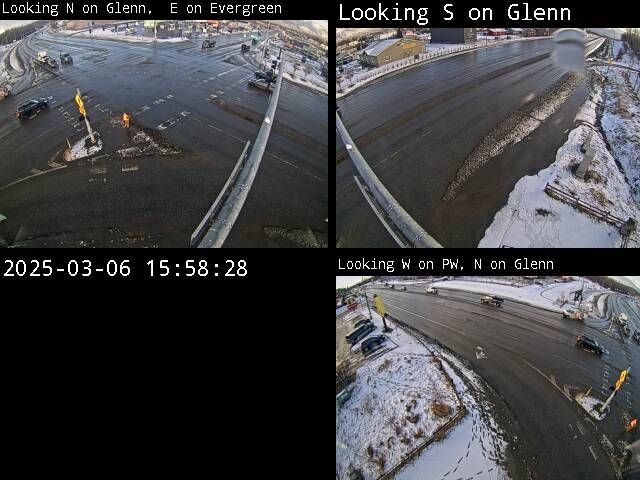 Looking N on Glenn, E on Evergreen
Looking S on Glenn
2025-03-06 15:58:28
Looking W on PW, N on Glenn